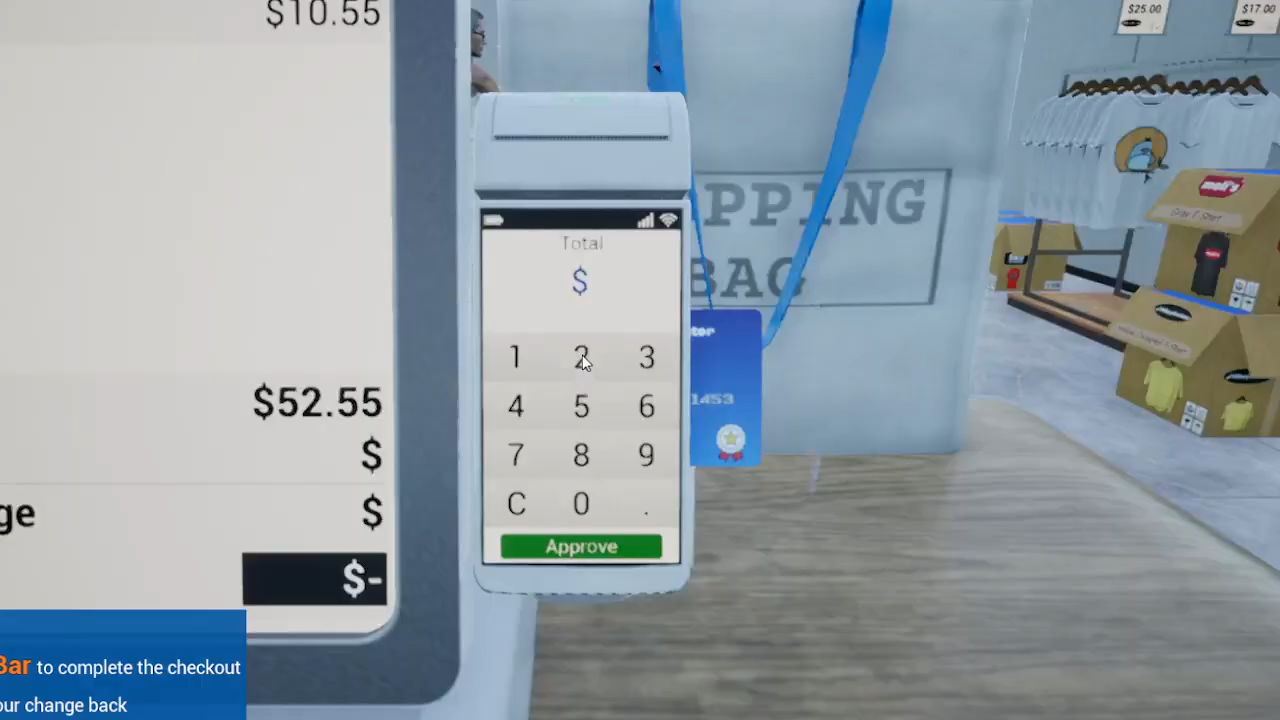 $10.55
$25.00
$17.00
Total
$
PPING
BAG
1 2 3
4 5 6
7 8 9
C 0 .
Approve
1453
$52.55
$
ge $
$-
Bar to complete the checkout
our change back
moli's